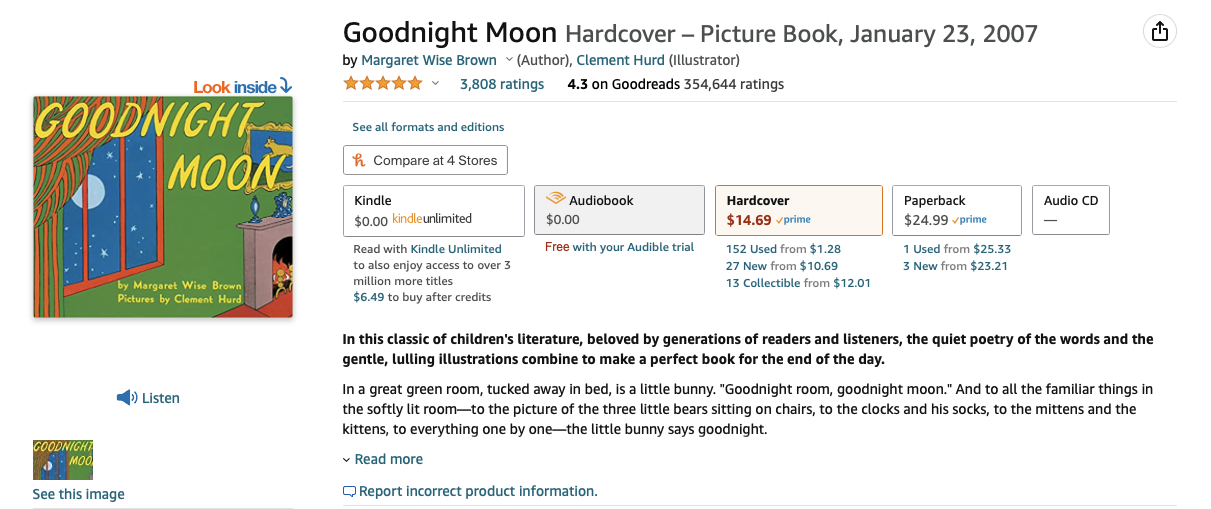 Goodnight Moon Hardcover – Picture Book, January 23, 2007
by Margaret Wise Brown (Author), Clement Hurd (Illustrator)
3,808 ratings 4.3 on Goodreads 354,644 ratings
Look inside
GOODNIGHT
MOON
by Margaret Wise Brown
Pictures by Clement Hurd
Listen
GOODNIGHT
MOON
See this image
See all formats and editions
Compare at 4 Stores
Kindle
$0.00 kindleunlimited
Read with Kindle Unlimited
to also enjoy access to over 3
million more titles
$6.49 to buy after credits
Audiobook
$0.00
Free with your Audible trial
Hardcover
$14.69 prime
152 Used from $1.28
27 New from $10.69
13 Collectible from $12.01
Paperback
$24.99 prime
1 Used from $25.33
3 New from $23.21
Audio CD
—
In this classic of children's literature, beloved by generations of readers and listeners, the quiet poetry of the words and the
gentle, lulling illustrations combine to make a perfect book for the end of the day.
In a great green room, tucked away in bed, is a little bunny. "Goodnight room, goodnight moon." And to all the familiar things in
the softly lit room—to the picture of the three little bears sitting on chairs, to the clocks and his socks, to the mittens and the
kittens, to everything one by one—the little bunny says goodnight.
Read more
Report incorrect product information.